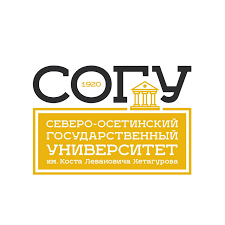 СОГУ
1920
СЕВЕРО-ОСЕТИНСКИЙ
ГОСУДАРСТВЕННЫЙ
УНИВЕРСИТЕТ
им. Коста Левановича Хетагурова